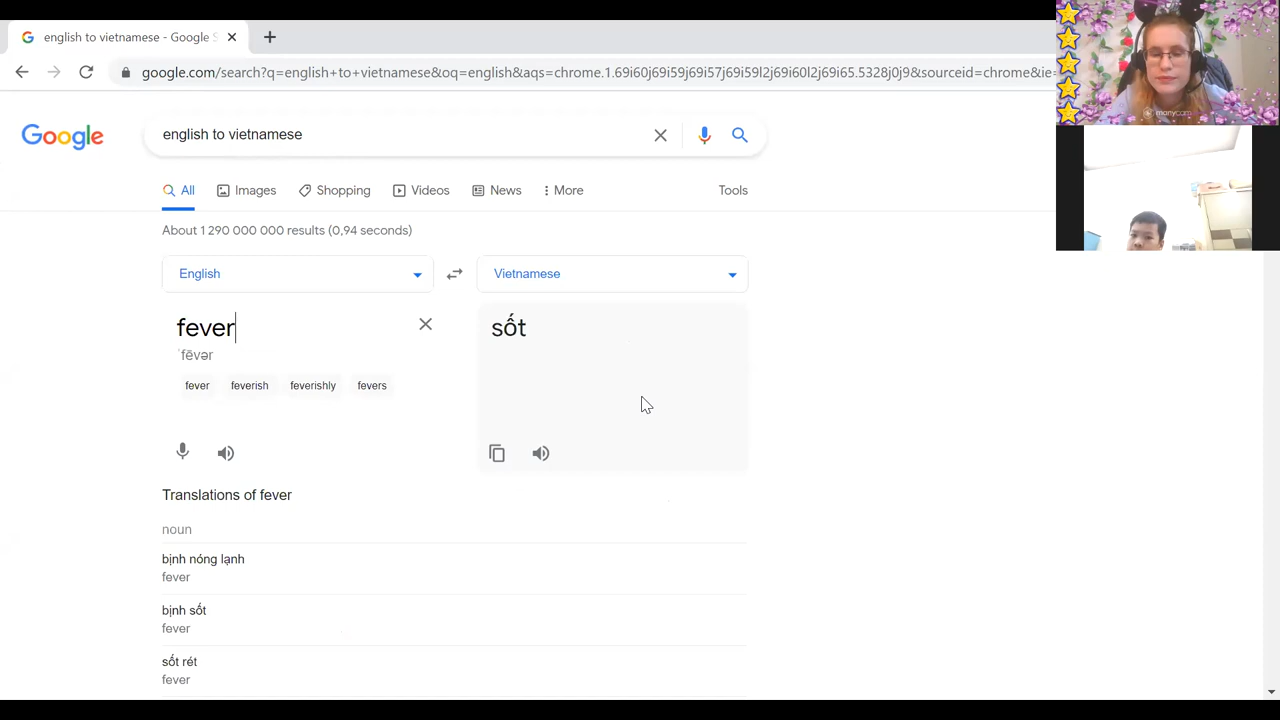 english to vietnamese - Google S
google.com/search?q=english+to+vietnamese&oq=english&aqs=chrome.1.69i60j69i59j69i57j69i59l2j69i60l2j69i65.5328j0j9&sourceid=chrome&ie=
Google
english to vietnamese
All Images Shopping Videos News More Tools
About 1 290 000 000 results (0,94 seconds)
English Vietnamese
fever sốt
ˈfēvər
fever feverish feverishly fevers
Translations of fever
noun
bịnh nóng lạnh
fever
bịnh sốt
fever
sốt rét
fever
manycam